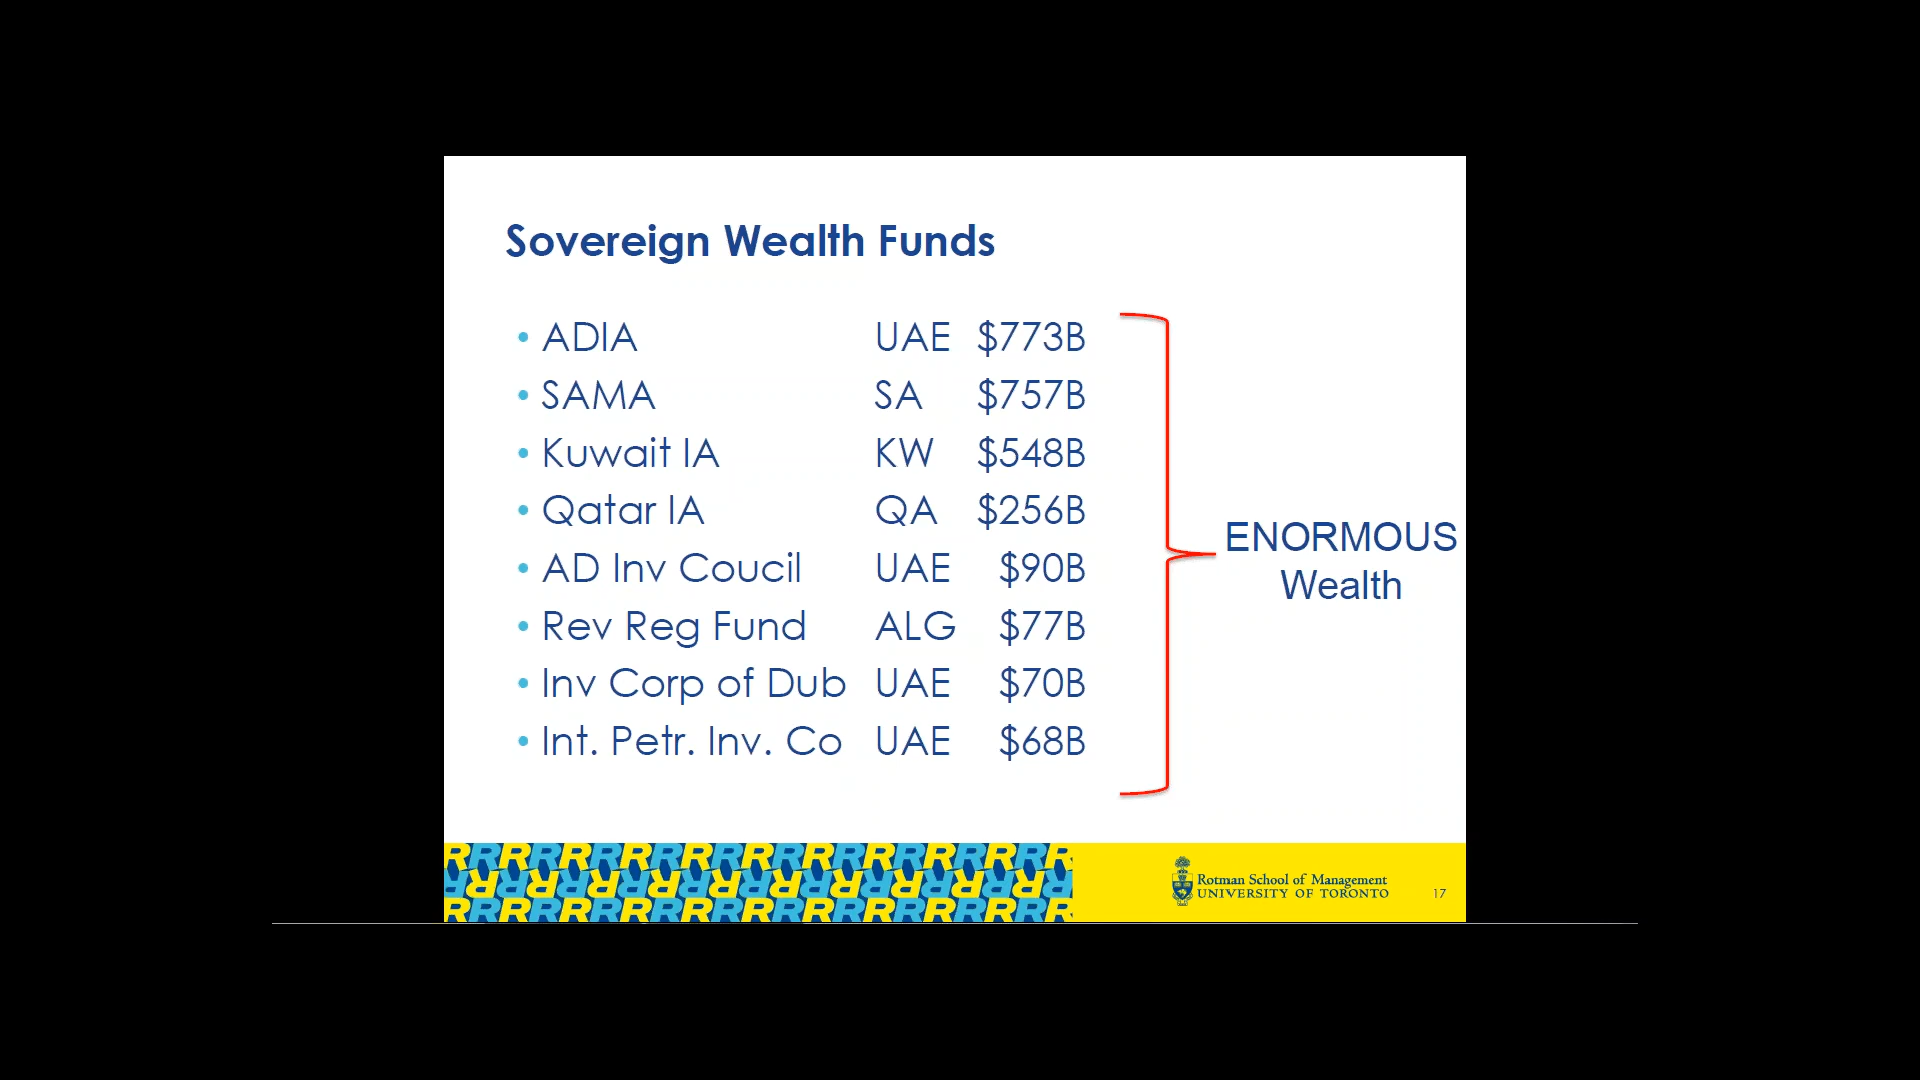 Sovereign Wealth Funds
• ADIA UAE $773B
• SAMA SA $757B
• Kuwait IA KW $548B
• Qatar IA QA $256B
• AD Inv Coucil UAE $90B
• Rev Reg Fund ALG $77B
• Inv Corp of Dub UAE $70B
• Int. Petr. Inv. Co UAE $68B
ENORMOUS
Wealth
Rotman School of Management
UNIVERSITY OF TORONTO
17